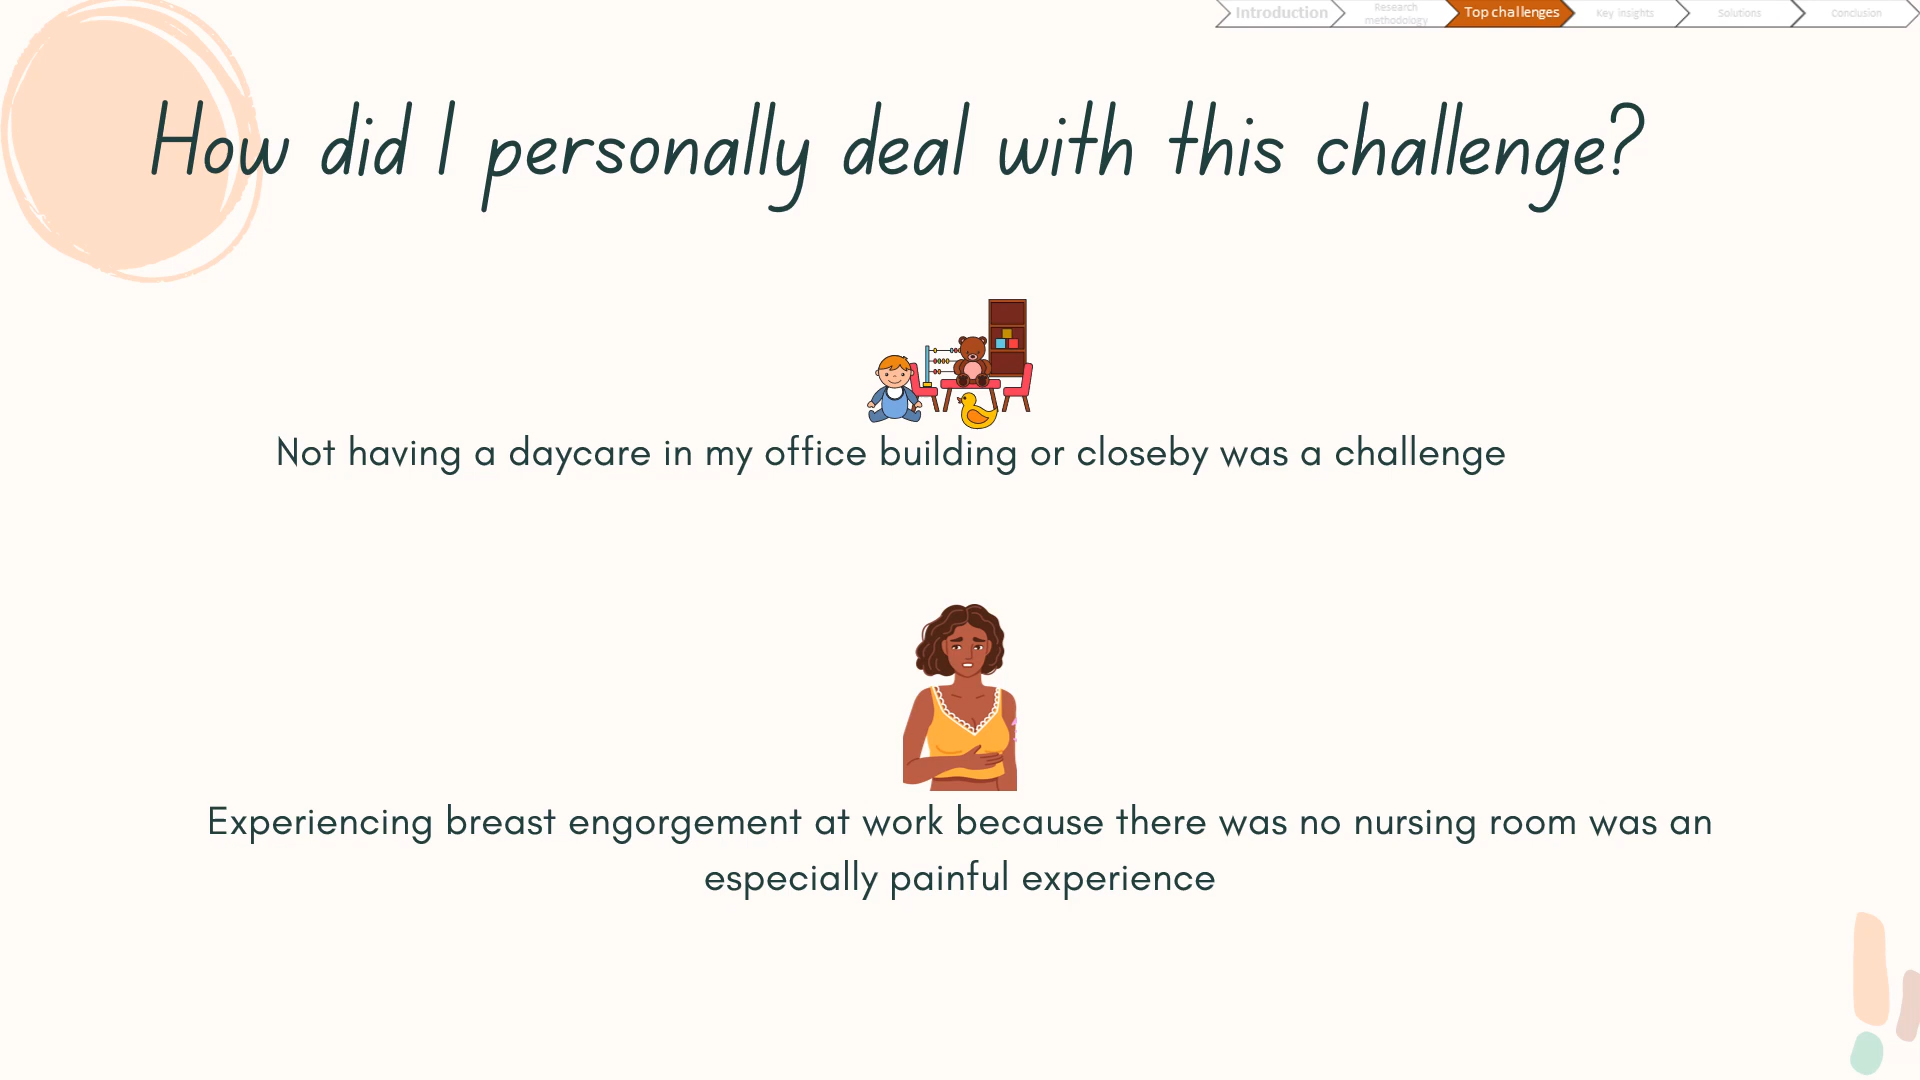 Introduction
Research
methodology
Top challenges
Key insights
Solutions
Conclusion
How did I personally deal with this challenge?
Not having a daycare in my office building or closeby was a challenge
Experiencing breast engorgement at work because there was no nursing room was an
especially painful experience